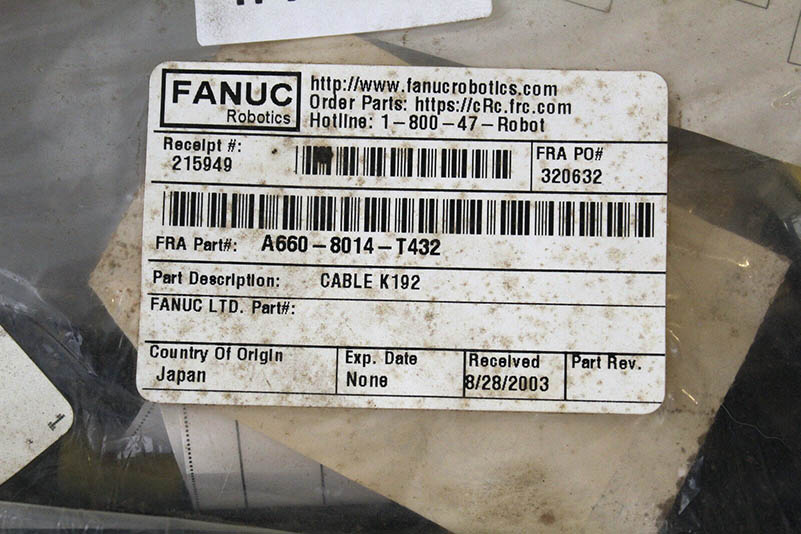 FANUC
Robotics
http://www.fanucrobotics.com
Order Parts: https://cRc.frc.com
Hotline: 1-800-47-Robot
Receipt #:
215949
FRA PO#
320632
FRA Part#: A660-8014-T432
Part Description: CABLE K192
FANUC LTD. Part#:
Country Of Origin
Japan
Exp. Date
None
Received
8/28/2003
Part Rev.